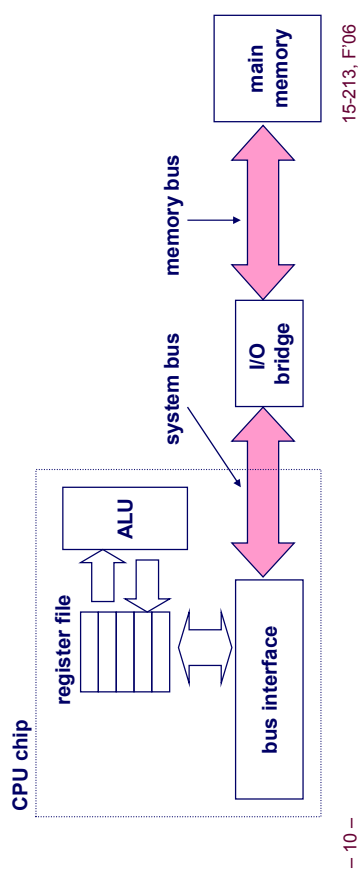 CPU chip
register file
ALU
system bus
memory bus
bus interface
I/O
bridge
main
memory
– 10 –
15-213, F’06